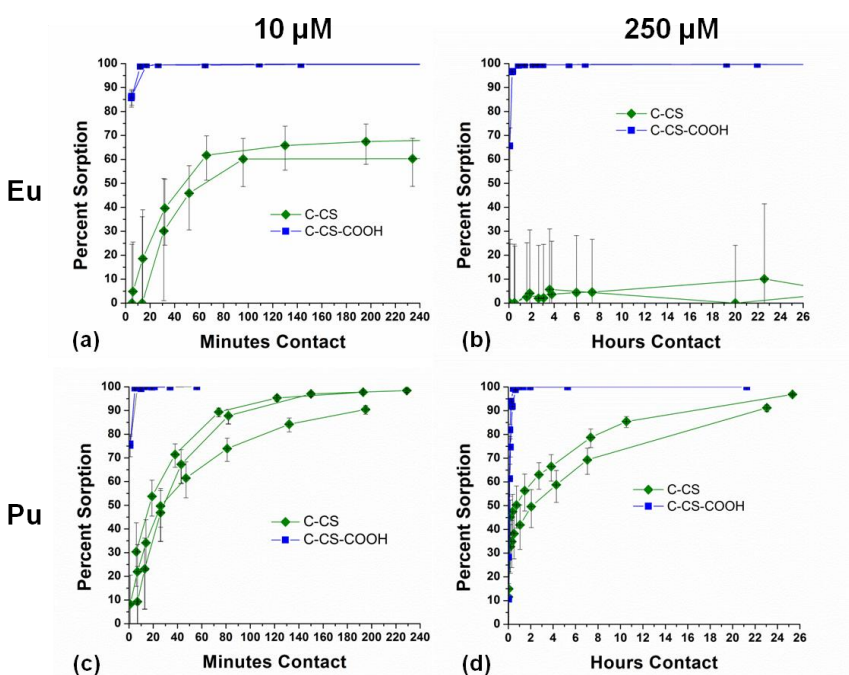 10 µM
250 µM
Eu
Pu
100
90
80
70
60
50
40
30
20
10
0
Percent Sorption
C-CS
C-CS-COOH
0 20 40 60 80 100 120 140 160 180 200 220 240
(a)
Minutes Contact
100
90
80
70
60
50
40
30
20
10
0
Percent Sorption
C-CS
C-CS-COOH
0 2 4 6 8 10 12 14 16 18 20 22 24 26
(b)
Hours Contact
100
90
80
70
60
50
40
30
20
10
0
Percent Sorption
C-CS
C-CS-COOH
0 20 40 60 80 100 120 140 160 180 200 220 240
(c)
Minutes Contact
100
90
80
70
60
50
40
30
20
10
0
Percent Sorption
C-CS
C-CS-COOH
0 2 4 6 8 10 12 14 16 18 20 22 24 26
(d)
Hours Contact